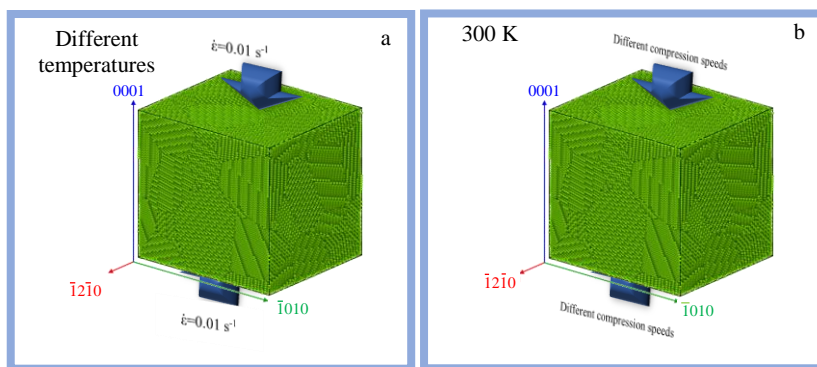 Different
temperatures
a
ε̇=0.01 s⁻¹
0001
1̄21̄0
1̄010
ε̇=0.01 s⁻¹
300 K
b
Different compression speeds
0001
1̄21̄0
1̄010
Different compression speeds